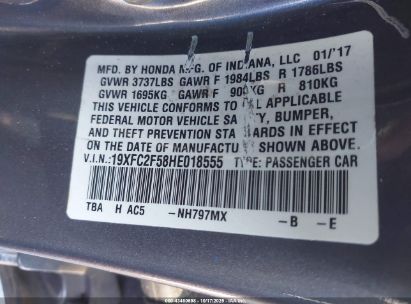 MFD. BY HONDA MFG. OF INDIANA, LLC 01/'17
GVWR 3737LBS GAWR F 1984LBS R 1786LBS
GVWR 1695KG GAWR F 900KG R 810KG
THIS VEHICLE CONFORMS TO ALL APPLICABLE
FEDERAL MOTOR VEHICLE SAFETY, BUMPER,
AND THEFT PREVENTION STANDARDS IN EFFECT
ON THE DATE OF MANUFACTURE SHOWN ABOVE.
V.I.N: 19XFC2F58HE018555 TYPE: PASSENGER CAR
TBA H AC5 -NH797MX -B -E